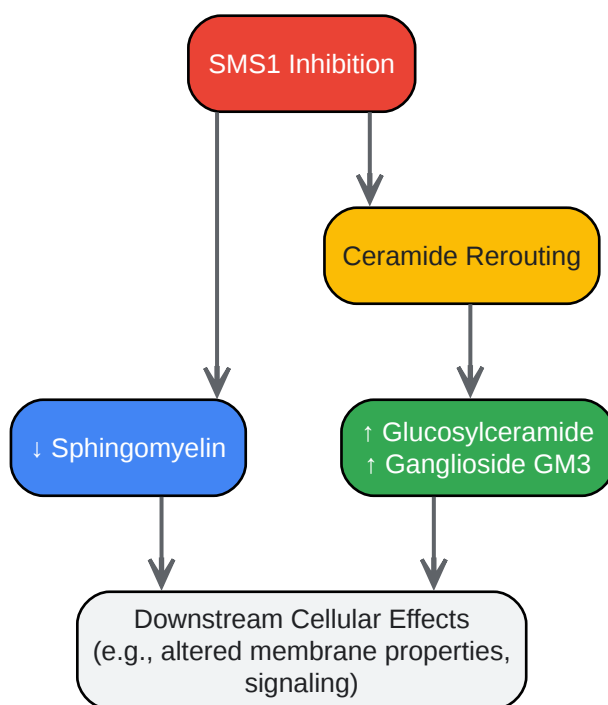 SMS1 Inhibition
Ceramide Rerouting
↓ Sphingomyelin
↑ Glucosylceramide
↑ Ganglioside GM3
Downstream Cellular Effects
(e.g., altered membrane properties,
signaling)